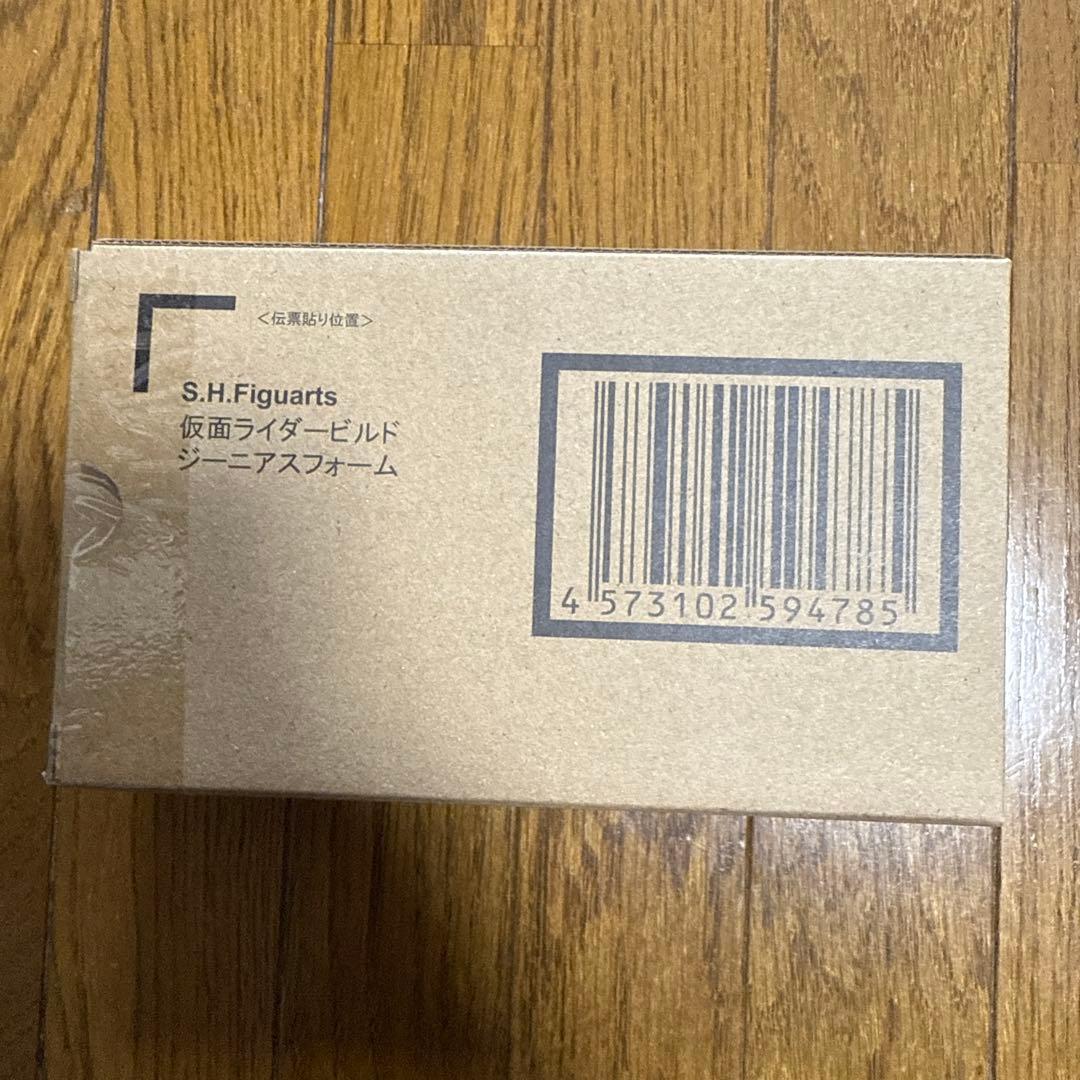 ＜伝票貼り位置＞
S.H.Figuarts
仮面ライダービルド
ジーニアスフォーム
4 573102 594785